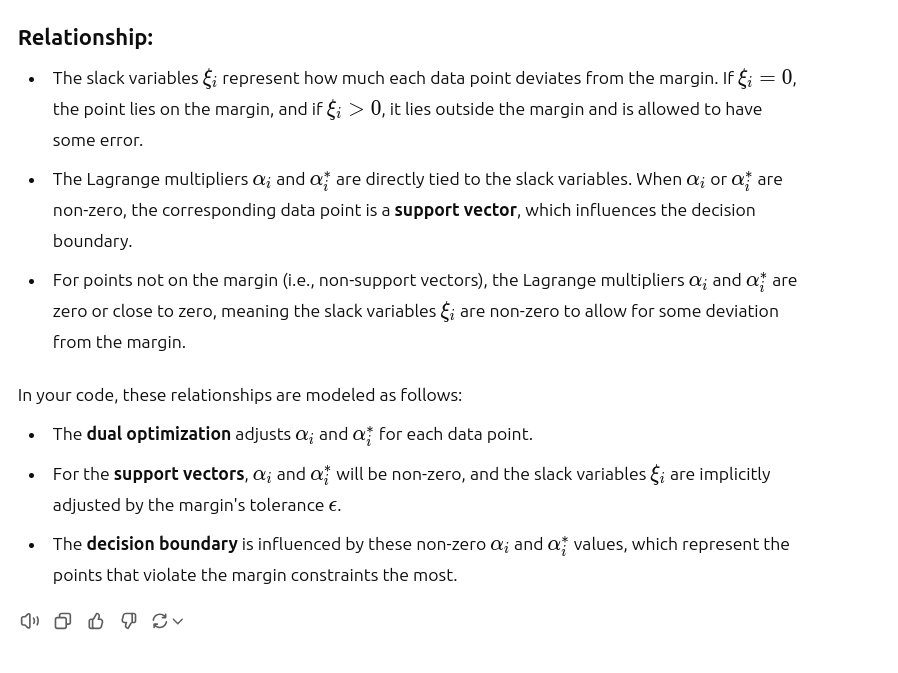 Relationship:
• The slack variables ξᵢ represent how much each data point deviates from the margin. If ξᵢ = 0,
the point lies on the margin, and if ξᵢ > 0, it lies outside the margin and is allowed to have
some error.
• The Lagrange multipliers αᵢ and αᵢ* are directly tied to the slack variables. When αᵢ or αᵢ* are
non-zero, the corresponding data point is a support vector, which influences the decision
boundary.
• For points not on the margin (i.e., non-support vectors), the Lagrange multipliers αᵢ and αᵢ* are
zero or close to zero, meaning the slack variables ξᵢ are non-zero to allow for some deviation
from the margin.
In your code, these relationships are modeled as follows:
• The dual optimization adjusts αᵢ and αᵢ* for each data point.
• For the support vectors, αᵢ and αᵢ* will be non-zero, and the slack variables ξᵢ are implicitly
adjusted by the margin's tolerance ϵ.
• The decision boundary is influenced by these non-zero αᵢ and αᵢ* values, which represent the
points that violate the margin constraints the most.